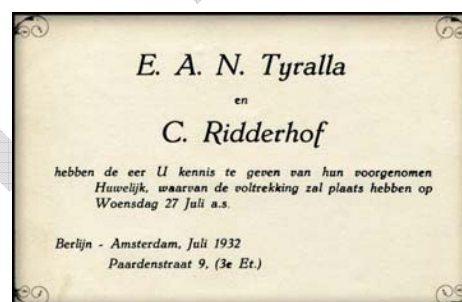 E. A. N. Tyralla
en
C. Ridderhof
hebben de eer U kennis te geven van hun voorgenomen
Huwelijk, waarvan de voltrekking zal plaats hebben op
Woensdag 27 Juli a.s.
Berlijn - Amsterdam, Juli 1932
Paardenstraat 9, (3e Et.)